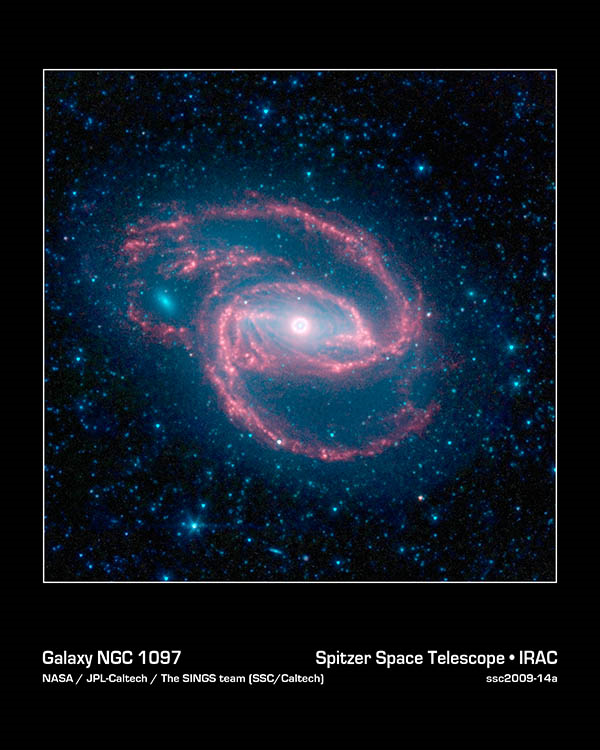 Galaxy NGC 1097
Spitzer Space Telescope • IRAC
NASA / JPL-Caltech / The SINGS team (SSC/Caltech)
ssc2009-14a